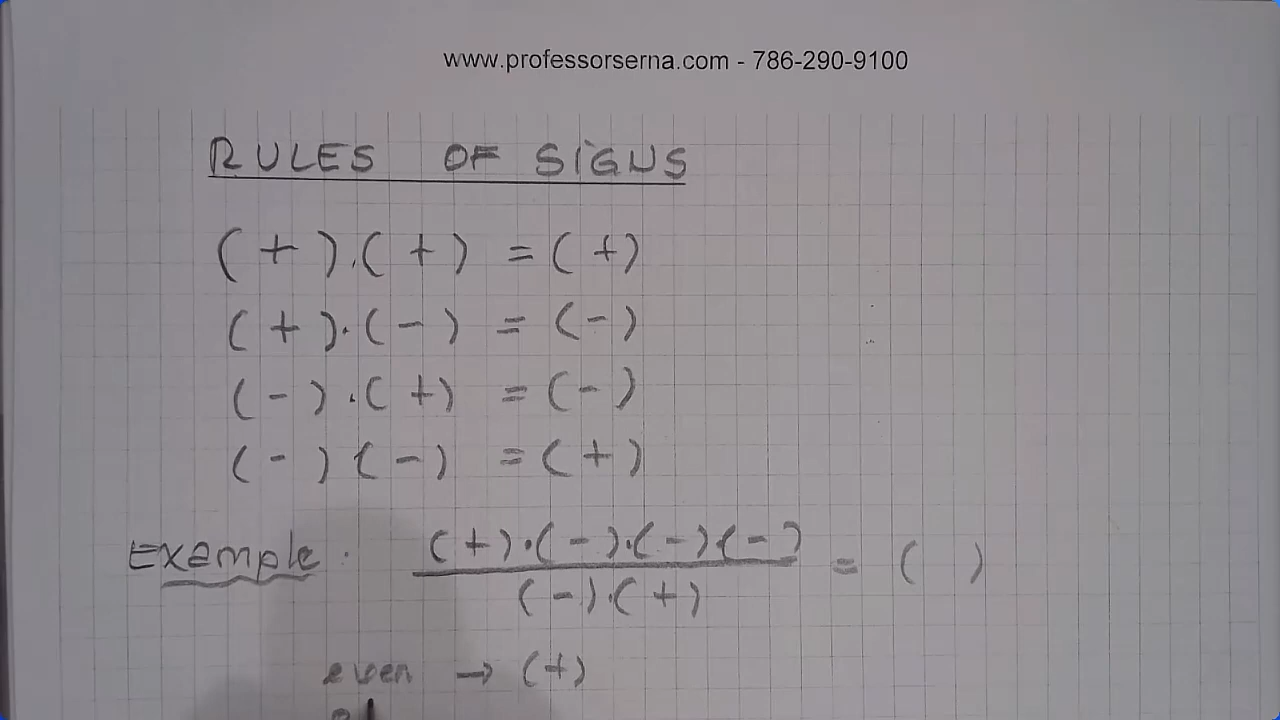 www.professorserna.com - 786-290-9100
RULES OF SIGNS
(+).(+) = (+)
(+).(-) = (-)
(-).(+) = (-)
(-)(-) = (+)
Example: (+).(-).(-)(-) = ( )
(-).(+)
even → (+)